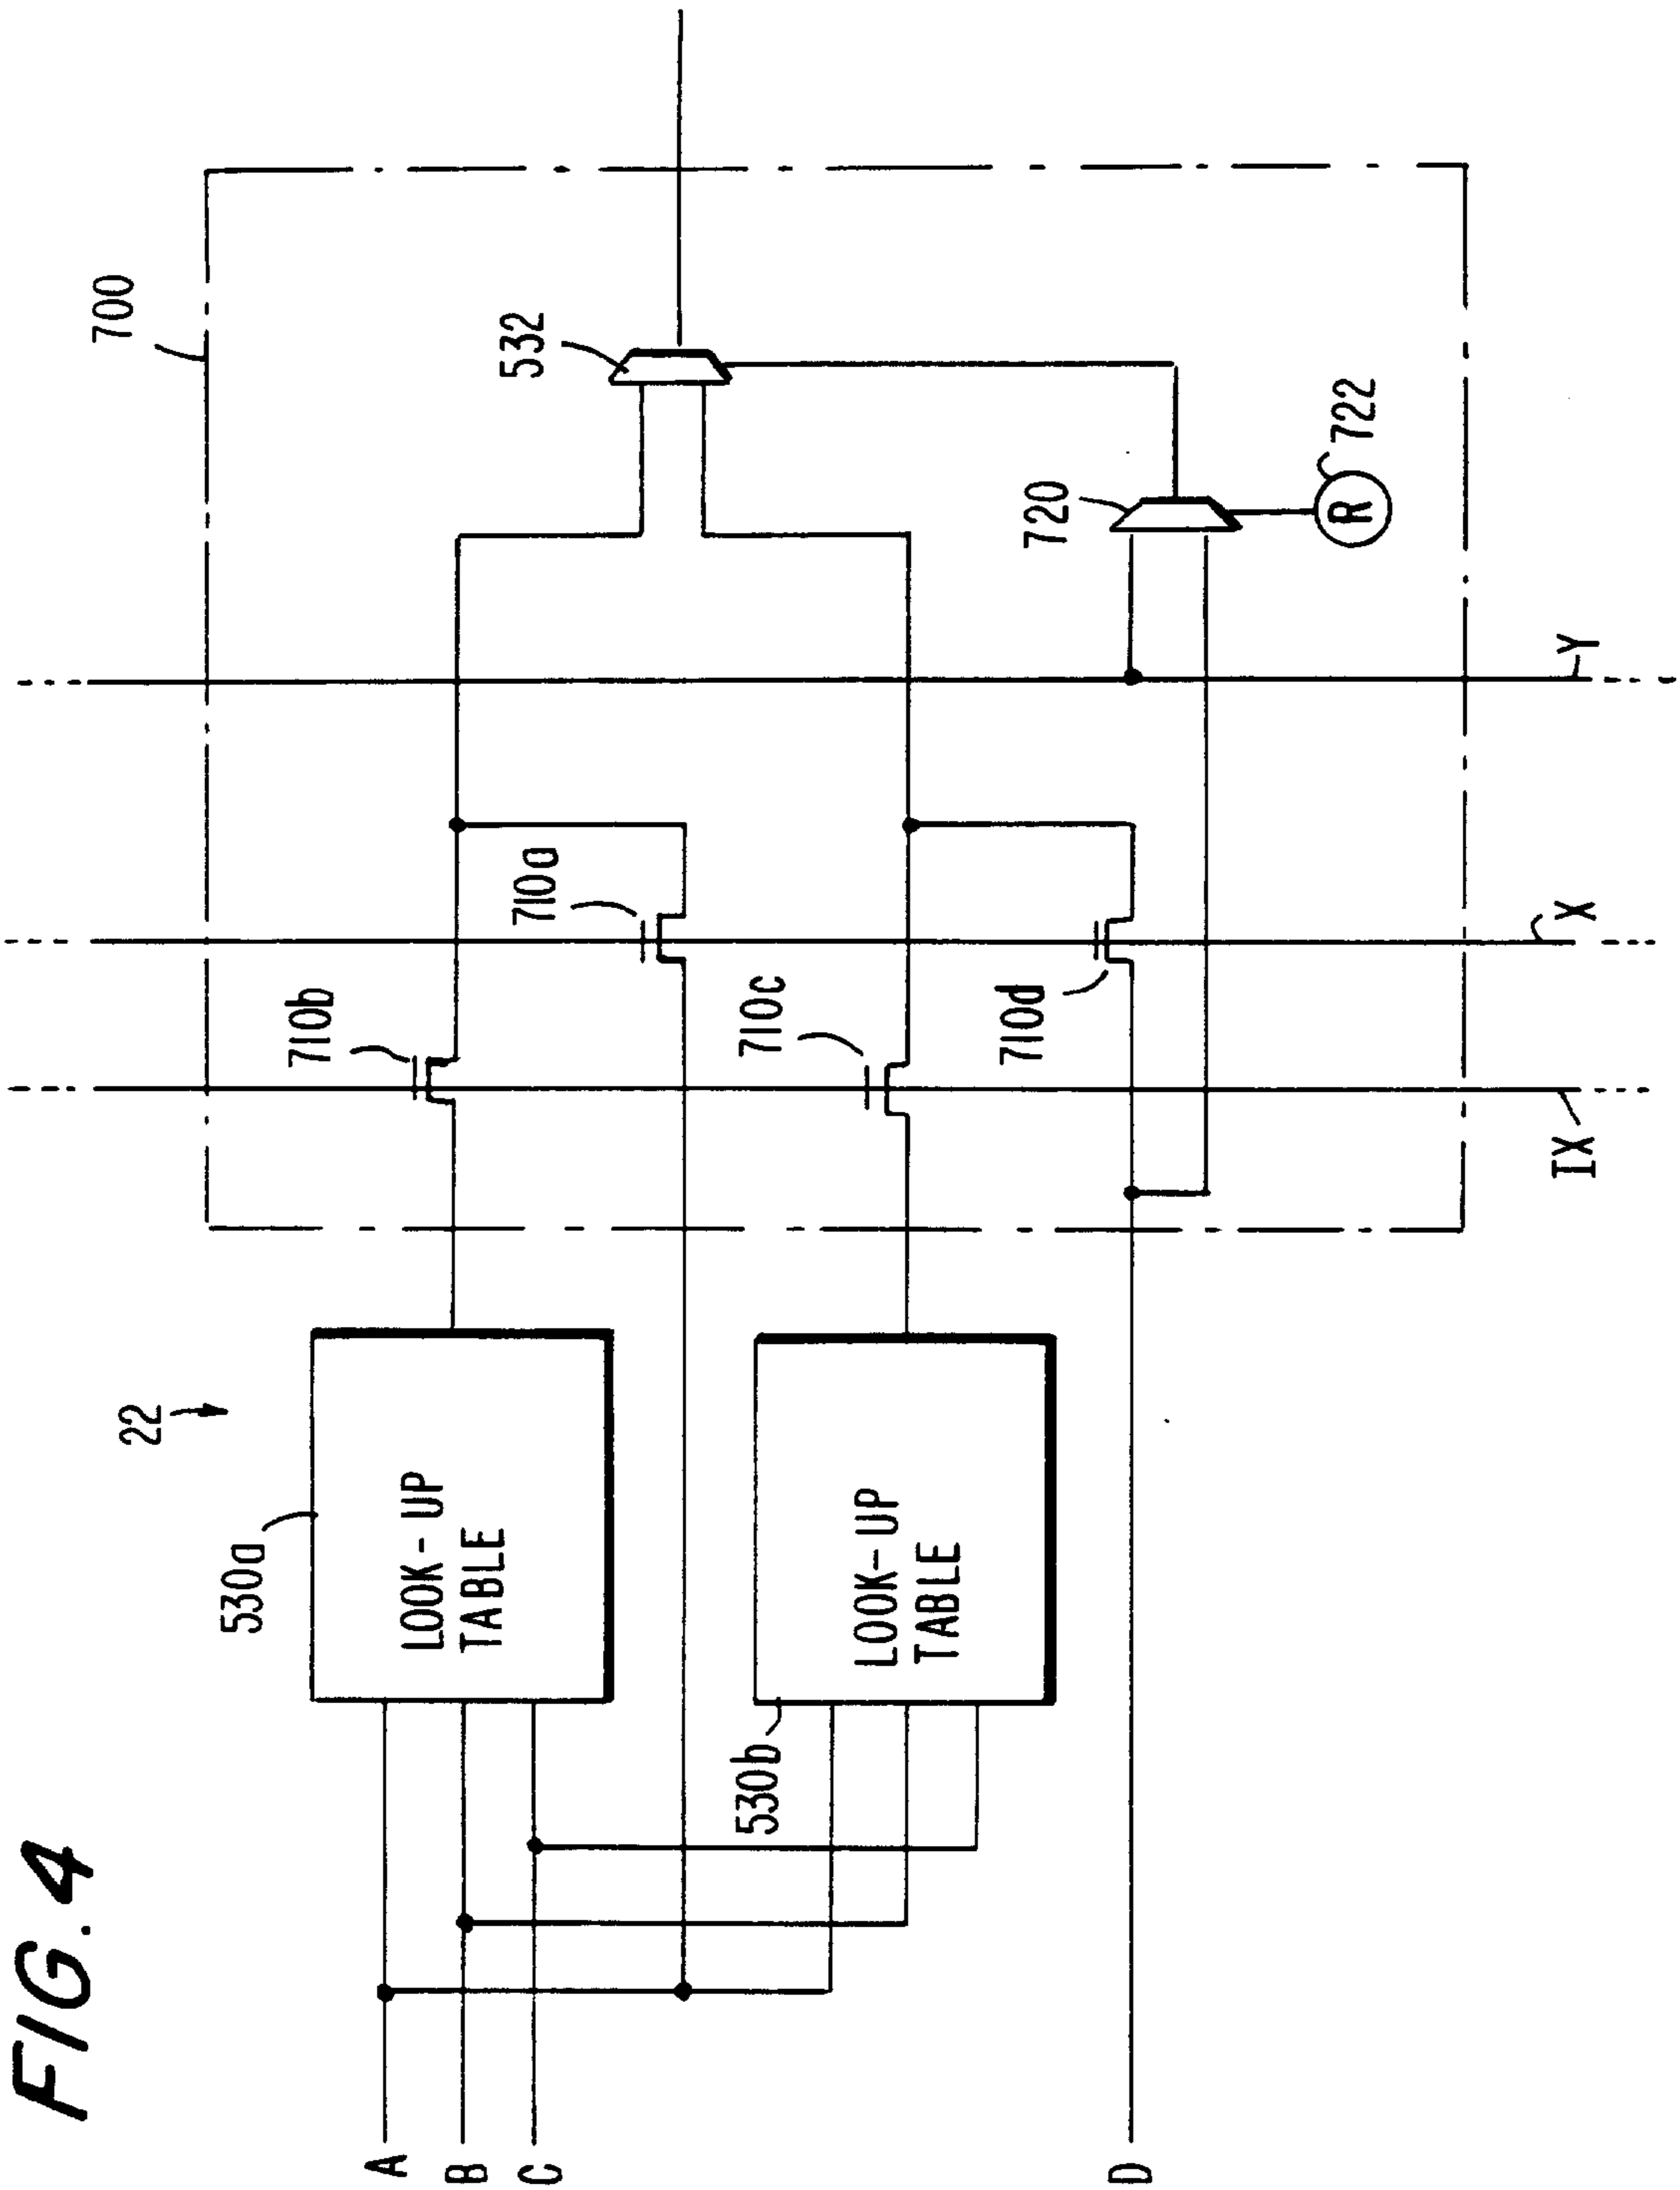 FIG. 4
700
22
530a
LOOK-UP
TABLE
710b
532
710a
530b
LOOK-UP
TABLE
710c
710d
720
R
722
A
B
C
D
IX
X
Y